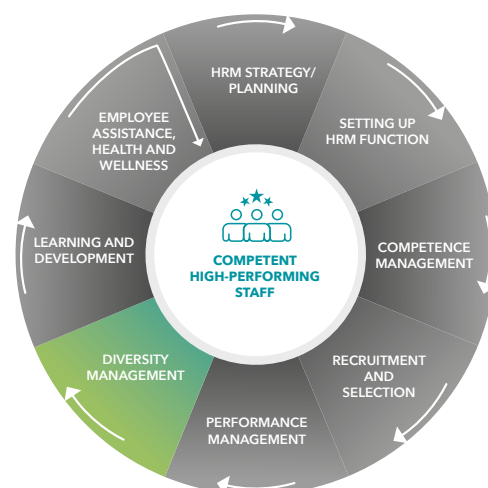 HRM STRATEGY/
PLANNING
SETTING UP
HRM FUNCTION
COMPETENCE
MANAGEMENT
RECRUITMENT
AND
SELECTION
PERFORMANCE
MANAGEMENT
DIVERSITY
MANAGEMENT
LEARNING AND
DEVELOPMENT
EMPLOYEE
ASSISTANCE,
HEALTH AND
WELLNESS
COMPETENT
HIGH-PERFORMING
STAFF